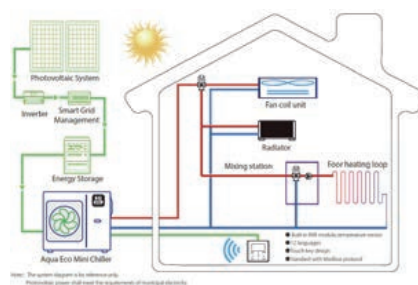 Photovoltaic System
Inverter
Smart Grid
Management
Energy Storage
Aqua Eco Mini Chiller
Fan coil unit
Radiator
Mixing station
Foor heating loop
Built-in WiFi module, temperature sensor
12 languages
Touch key design
Standard with Modbus protocol
Notes: The system diagram is for reference only.
Photovoltaic power shall meet the requirements of municipal electricity